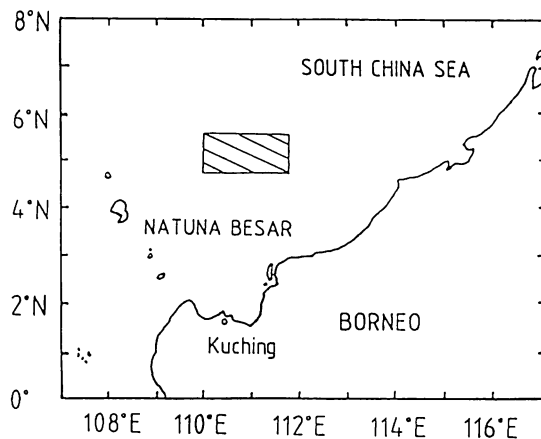 8°N
SOUTH CHINA SEA
6°N
4°N
NATUNA BESAR
2°N
BORNEO
Kuching
0°
108°E 110°E 112°E 114°E 116°E